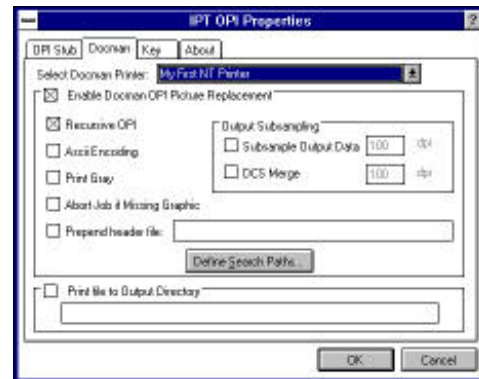 IPT OPI Properties
?
OPI Stub Docman Key About
Select Docman Printer: My First NT Printer
Enable Docman OPI Picture Replacement
Recursive OPI
Ascii Encoding
Print Gray
Abort Job if Missing Graphic
Prepend header file:
Output Subsampling
Subsample Output Data 100 dpi
DCS Merge 100 dpi
Define Search Paths...
Print file to Output Directory
OK Cancel